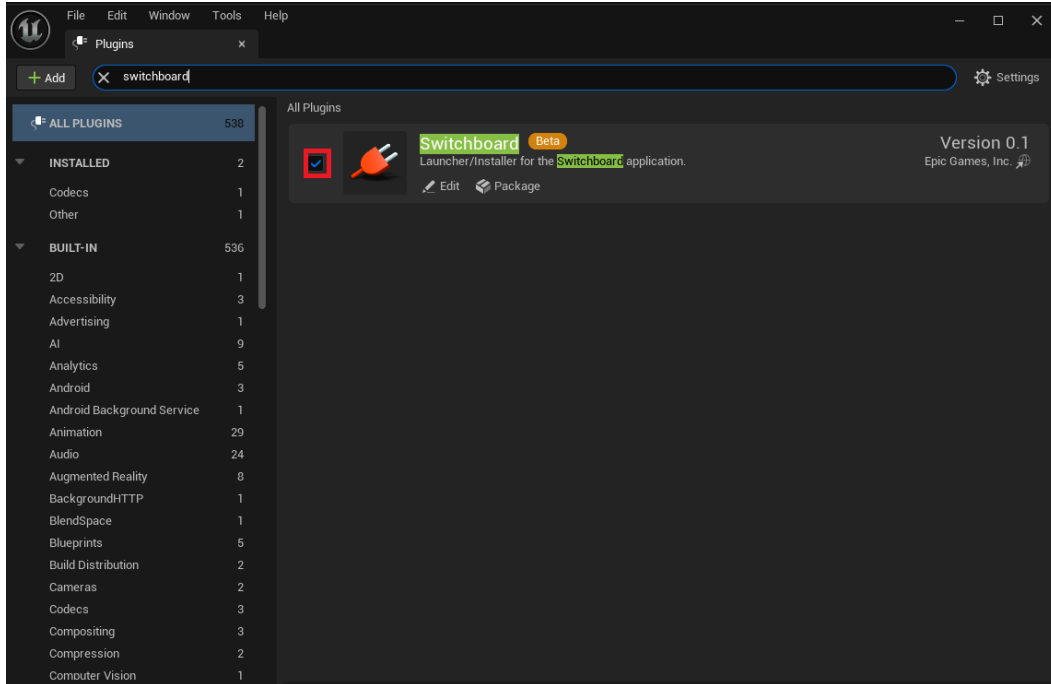 File Edit Window Tools Help
Plugins
Add switchboard Settings
ALL PLUGINS 538
All Plugins
Switchboard Beta Version 0.1
Launcher/Installer for the Switchboard application. Epic Games, Inc.
Edit Package
INSTALLED 2
Codecs 1
Other 1
BUILT-IN 536
2D 1
Accessibility 3
Advertising 1
AI 9
Analytics 5
Android 3
Android Background Service 1
Animation 29
Audio 24
Augmented Reality 8
BackgroundHTTP 1
BlendSpace 1
Blueprints 5
Build Distribution 2
Cameras 2
Codecs 3
Compositing 3
Compression 2
Computer Vision 1